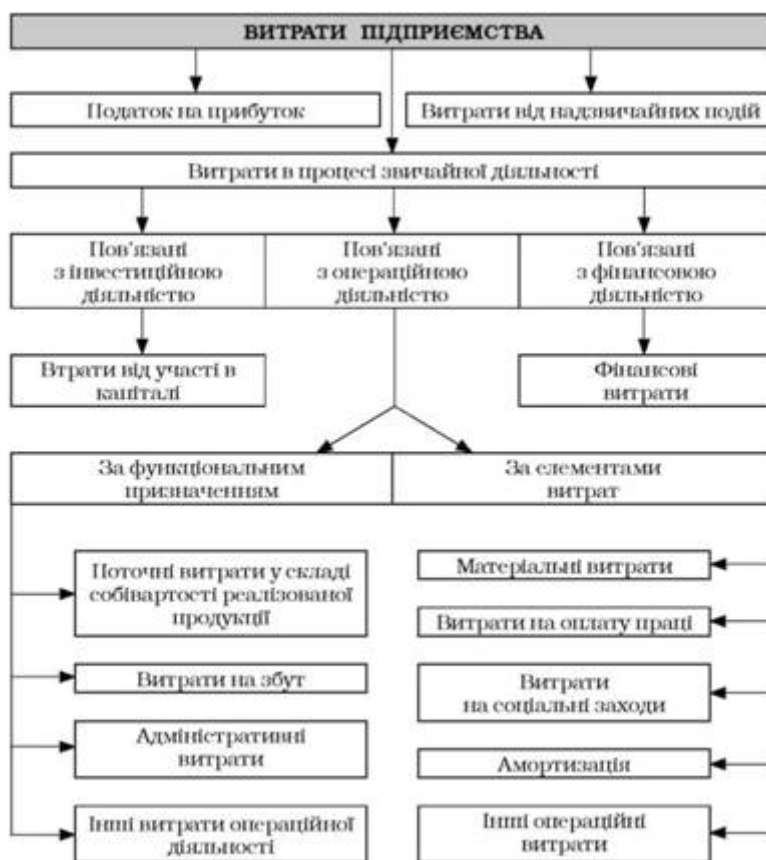 ВИТРАТИ ПІДПРИЄМСТВА
Податок на прибуток
Витрати від надзвичайних подій
Витрати в процесі звичайної діяльності
Пов'язані
з інвестиційною
діяльністю
Пов'язані
з операційною
діяльністю
Пов'язані
з фінансовою
діяльністю
Втрати від участі в
капіталі
Фінансові
витрати
За функціональним
призначенням
За елементами
витрат
Поточні витрати у складі
собівартості реалізованої
продукції
Витрати на збут
Адміністративні
витрати
Інші витрати операційної
діяльності
Матеріальні витрати
Витрати на оплату праці
Витрати
на соціальні заходи
Амортизація
Інші операційні
витрати